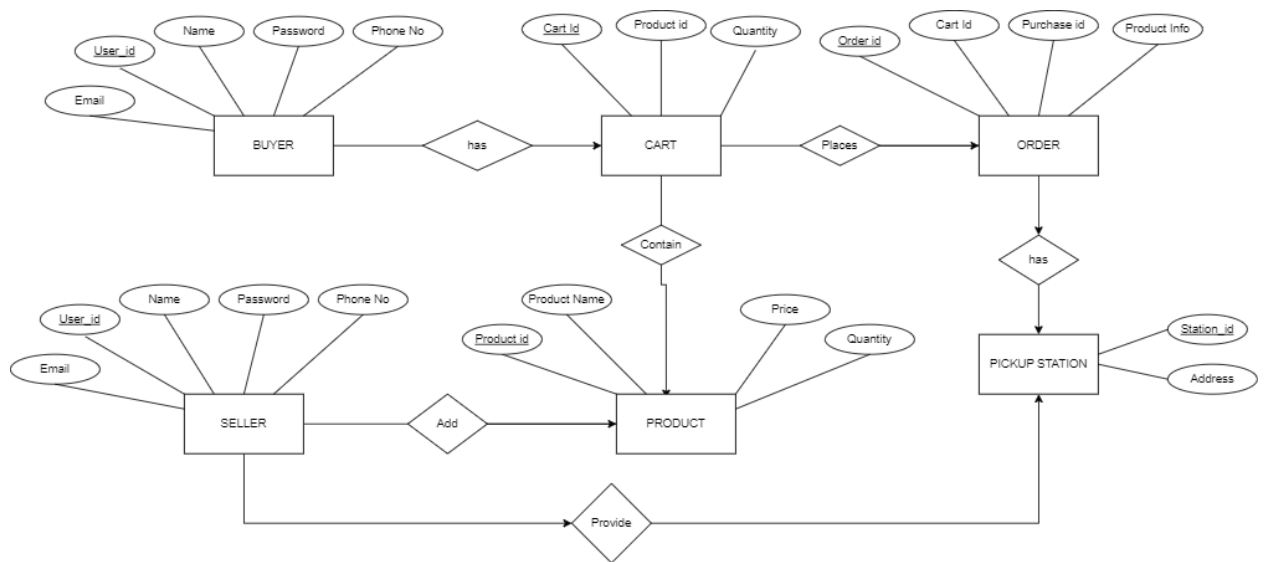 Name
Password
Phone No
User_id
Email
BUYER
has
Cart Id
Product id
Quantity
CART
Places
Order id
Cart Id
Purchase id
Product Info
ORDER
Contain
has
Name
Password
Phone No
User_id
Email
SELLER
Add
Product Name
Product id
Price
Quantity
PRODUCT
PICKUP STATION
Station_id
Address
Provide